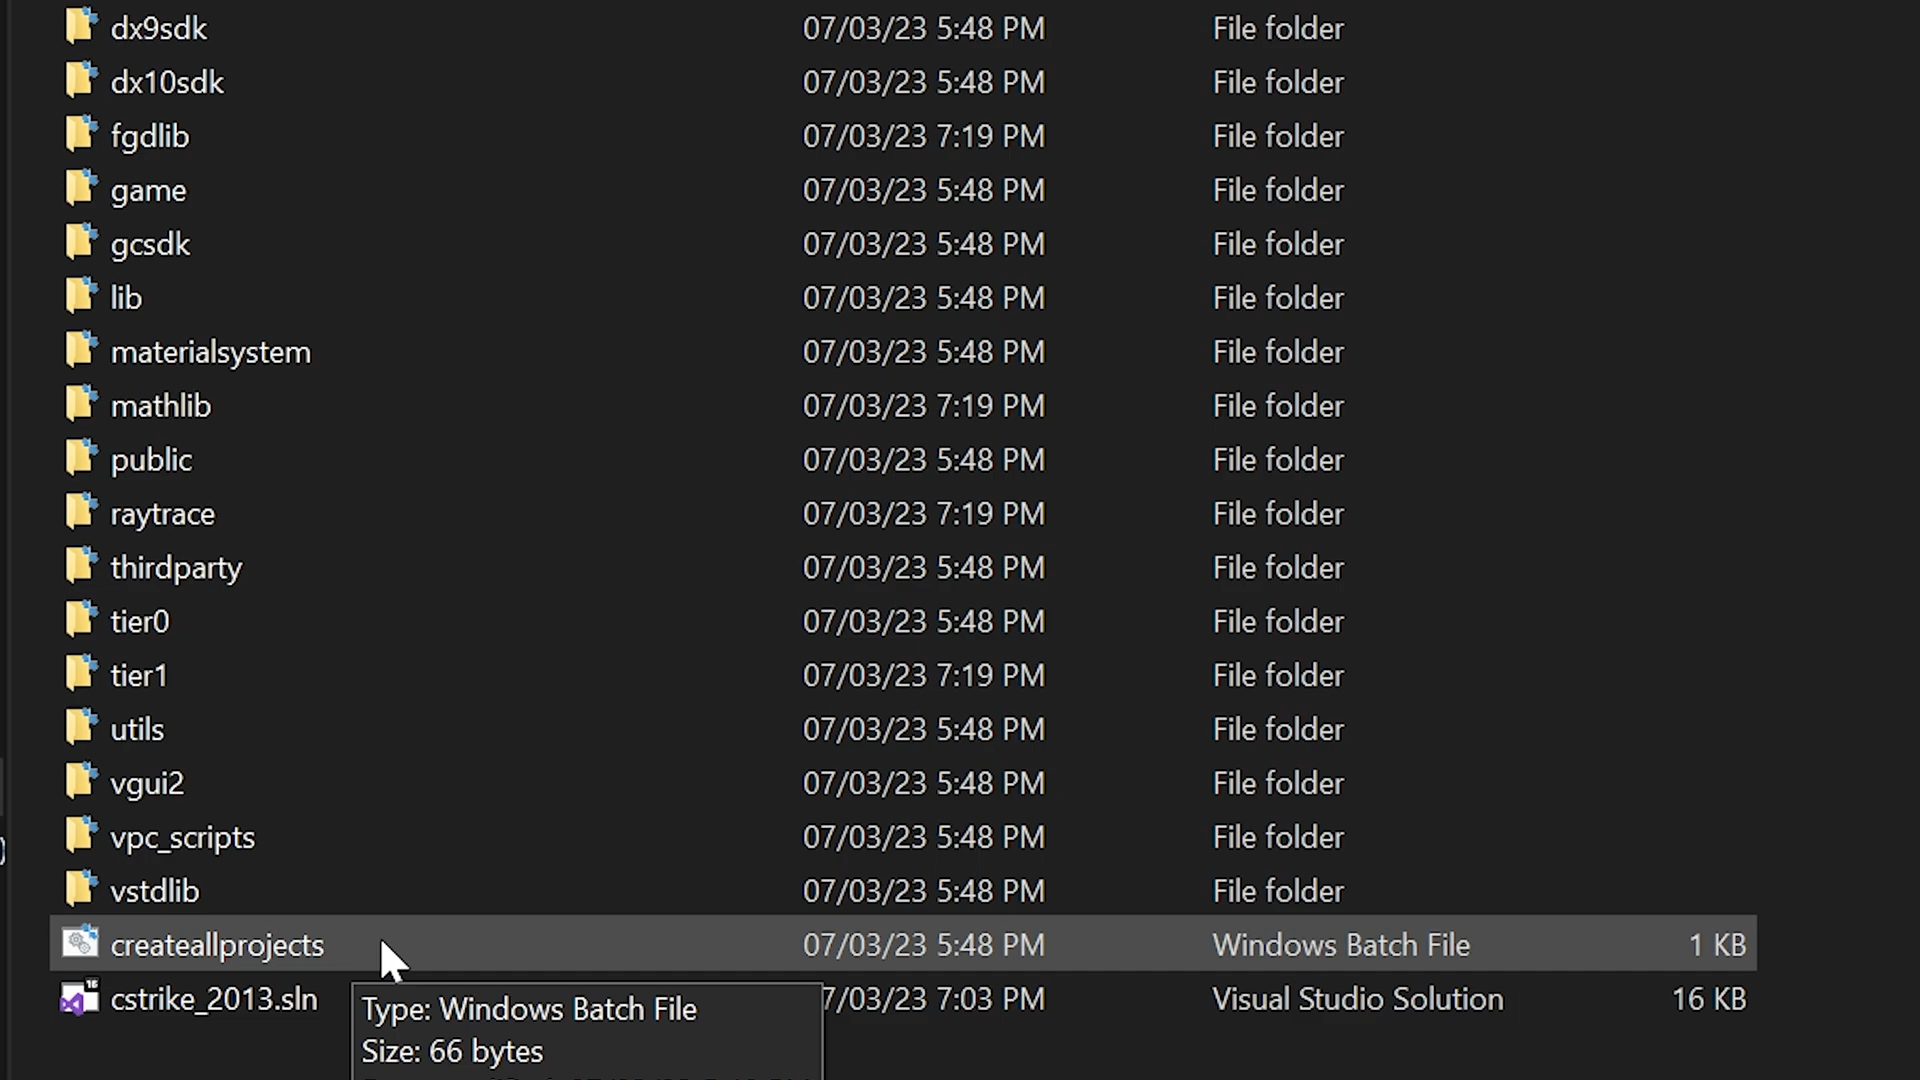 dx9sdk 07/03/23 5:48 PM File folder
dx10sdk 07/03/23 5:48 PM File folder
fgdlib 07/03/23 7:19 PM File folder
game 07/03/23 5:48 PM File folder
gcsdk 07/03/23 5:48 PM File folder
lib 07/03/23 5:48 PM File folder
materialsystem 07/03/23 5:48 PM File folder
mathlib 07/03/23 7:19 PM File folder
public 07/03/23 5:48 PM File folder
raytrace 07/03/23 7:19 PM File folder
thirdparty 07/03/23 5:48 PM File folder
tier0 07/03/23 5:48 PM File folder
tier1 07/03/23 7:19 PM File folder
utils 07/03/23 5:48 PM File folder
vgui2 07/03/23 5:48 PM File folder
vpc_scripts 07/03/23 5:48 PM File folder
vstdlib 07/03/23 5:48 PM File folder
createallprojects 07/03/23 5:48 PM Windows Batch File 1 KB
cstrike_2013.sln 7/03/23 7:03 PM Visual Studio Solution 16 KB
Type: Windows Batch File
Size: 66 bytes